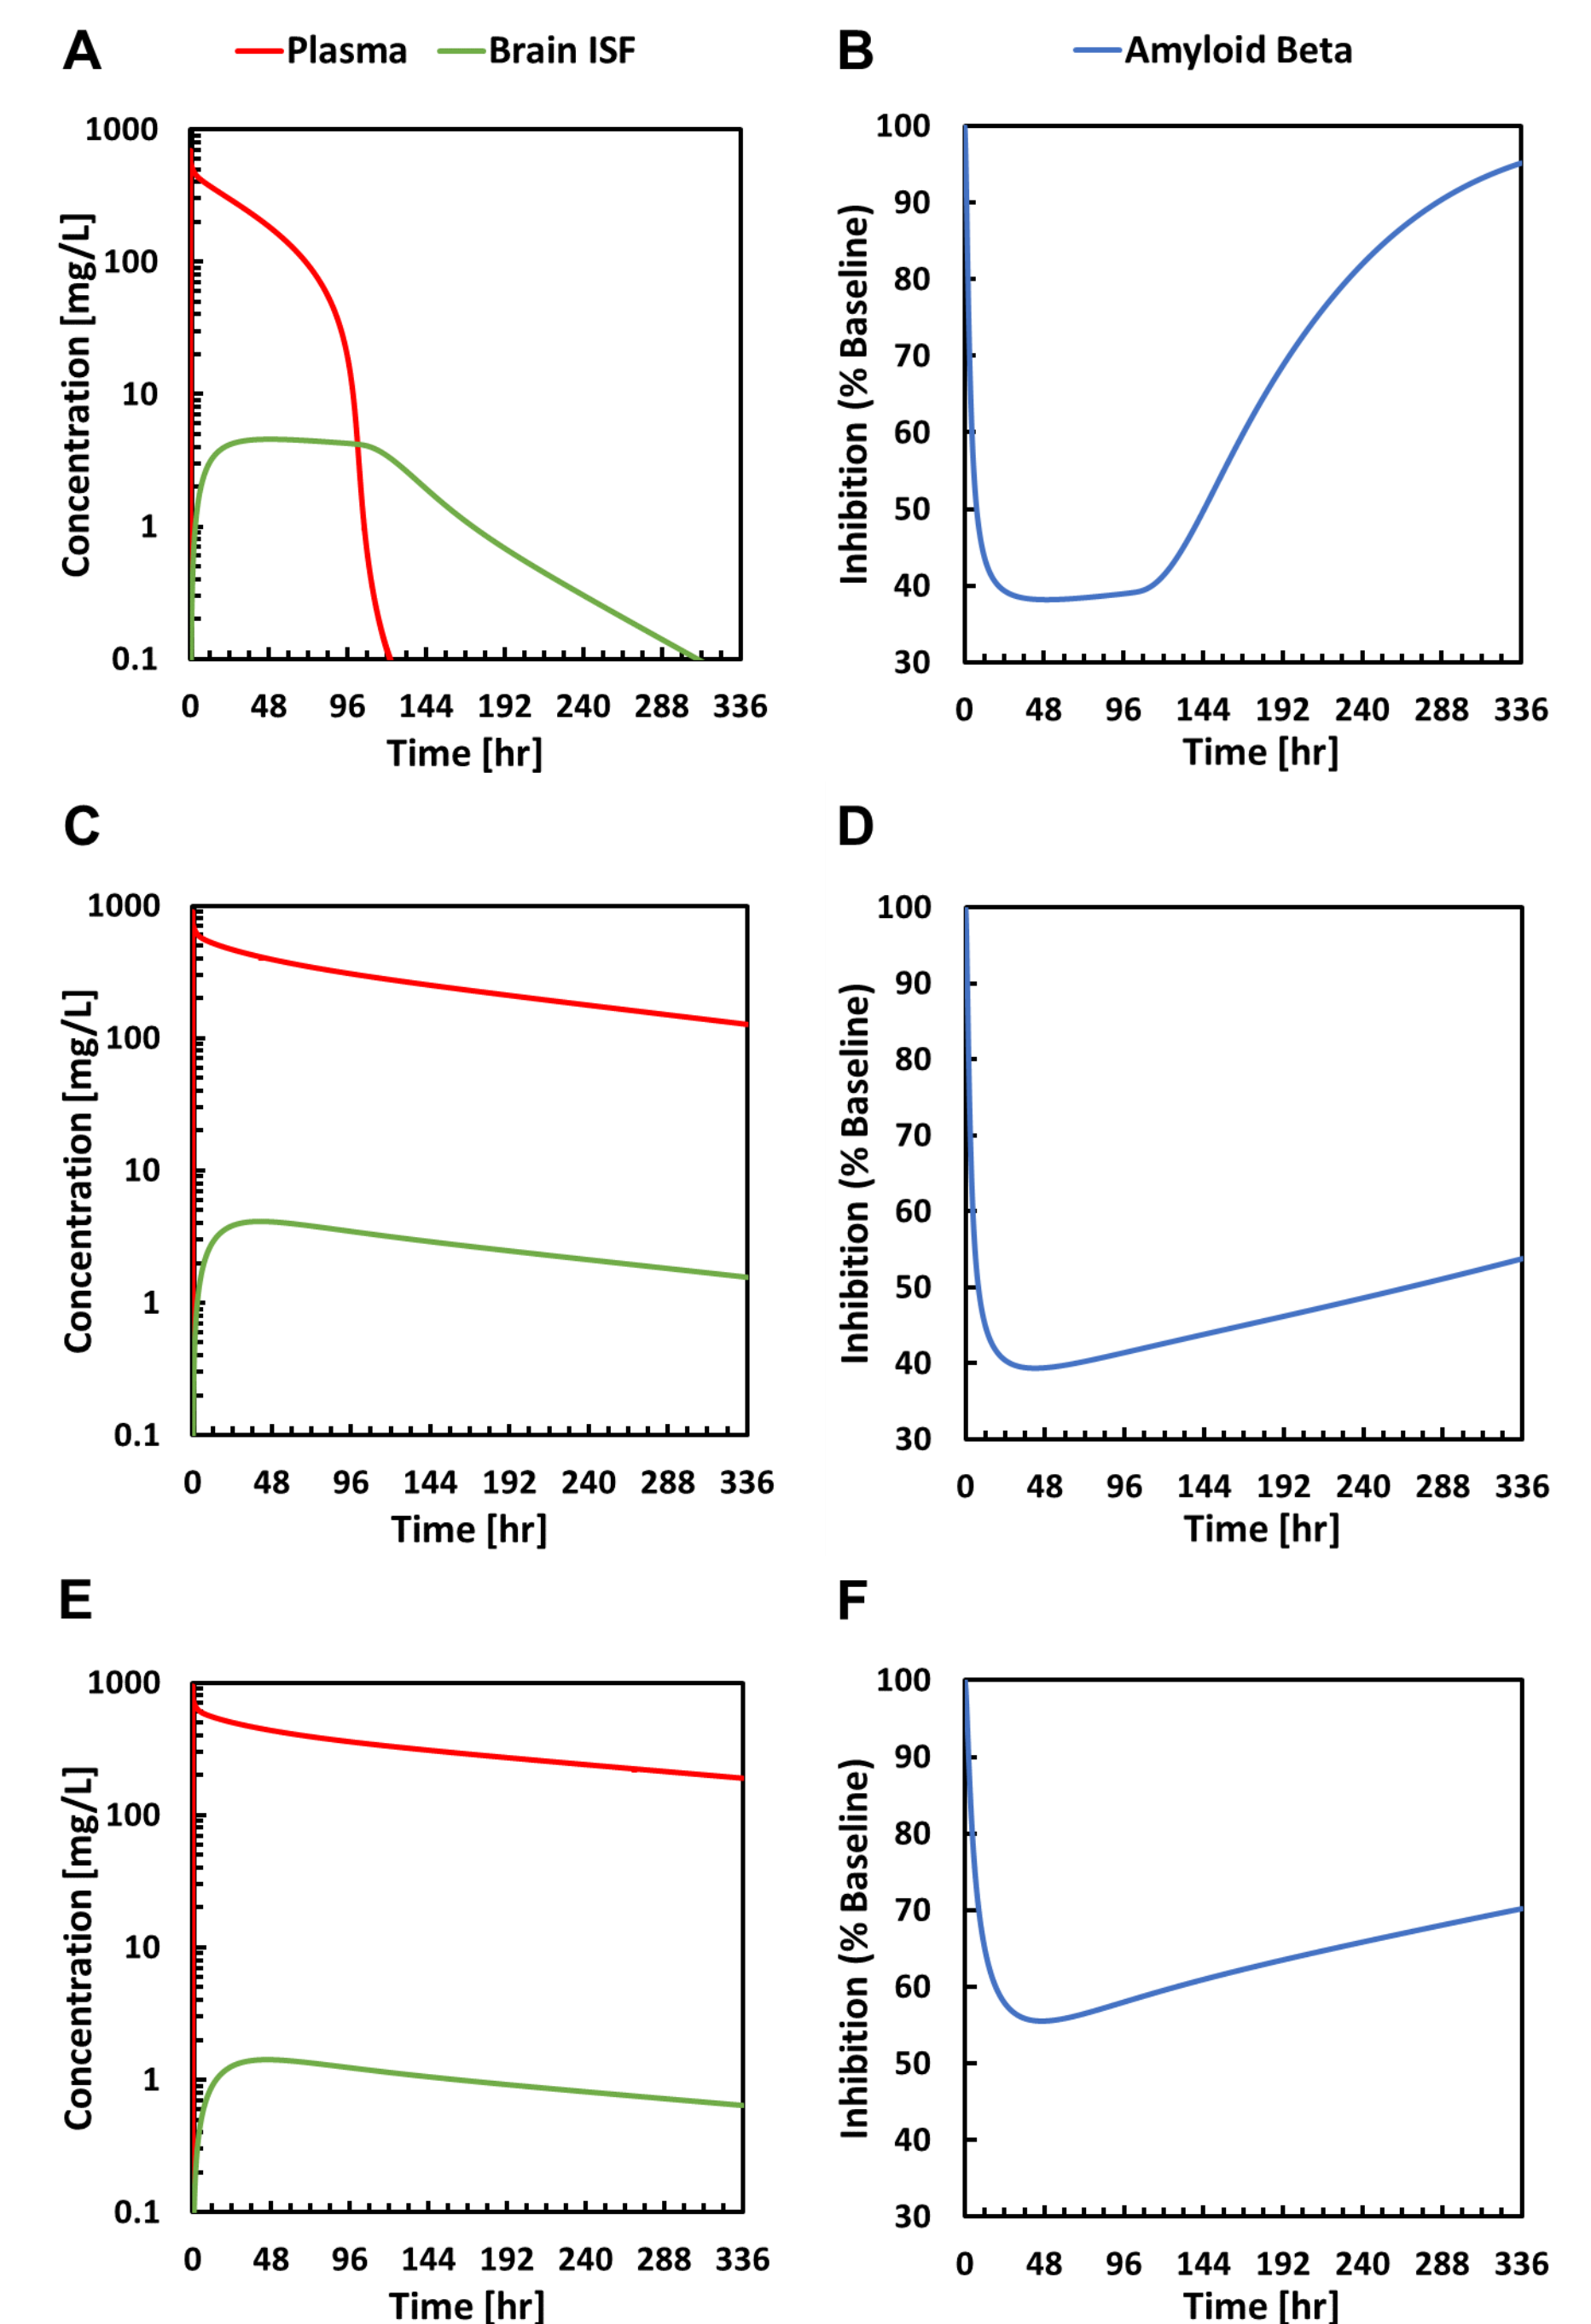 A
Plasma Brain ISF
Concentration [mg/L]
1000
100
10
1
0.1
0 48 96 144 192 240 288 336
Time [hr]
B
Amyloid Beta
Inhibition (% Baseline)
100
90
80
70
60
50
40
30
0 48 96 144 192 240 288 336
Time [hr]
C
Concentration [mg/L]
1000
100
10
1
0.1
0 48 96 144 192 240 288 336
Time [hr]
D
Inhibition (% Baseline)
100
90
80
70
60
50
40
30
0 48 96 144 192 240 288 336
Time [hr]
E
Concentration [mg/L]
1000
100
10
1
0.1
0 48 96 144 192 240 288 336
Time [hr]
F
Inhibition (% Baseline)
100
90
80
70
60
50
40
30
0 48 96 144 192 240 288 336
Time [hr]